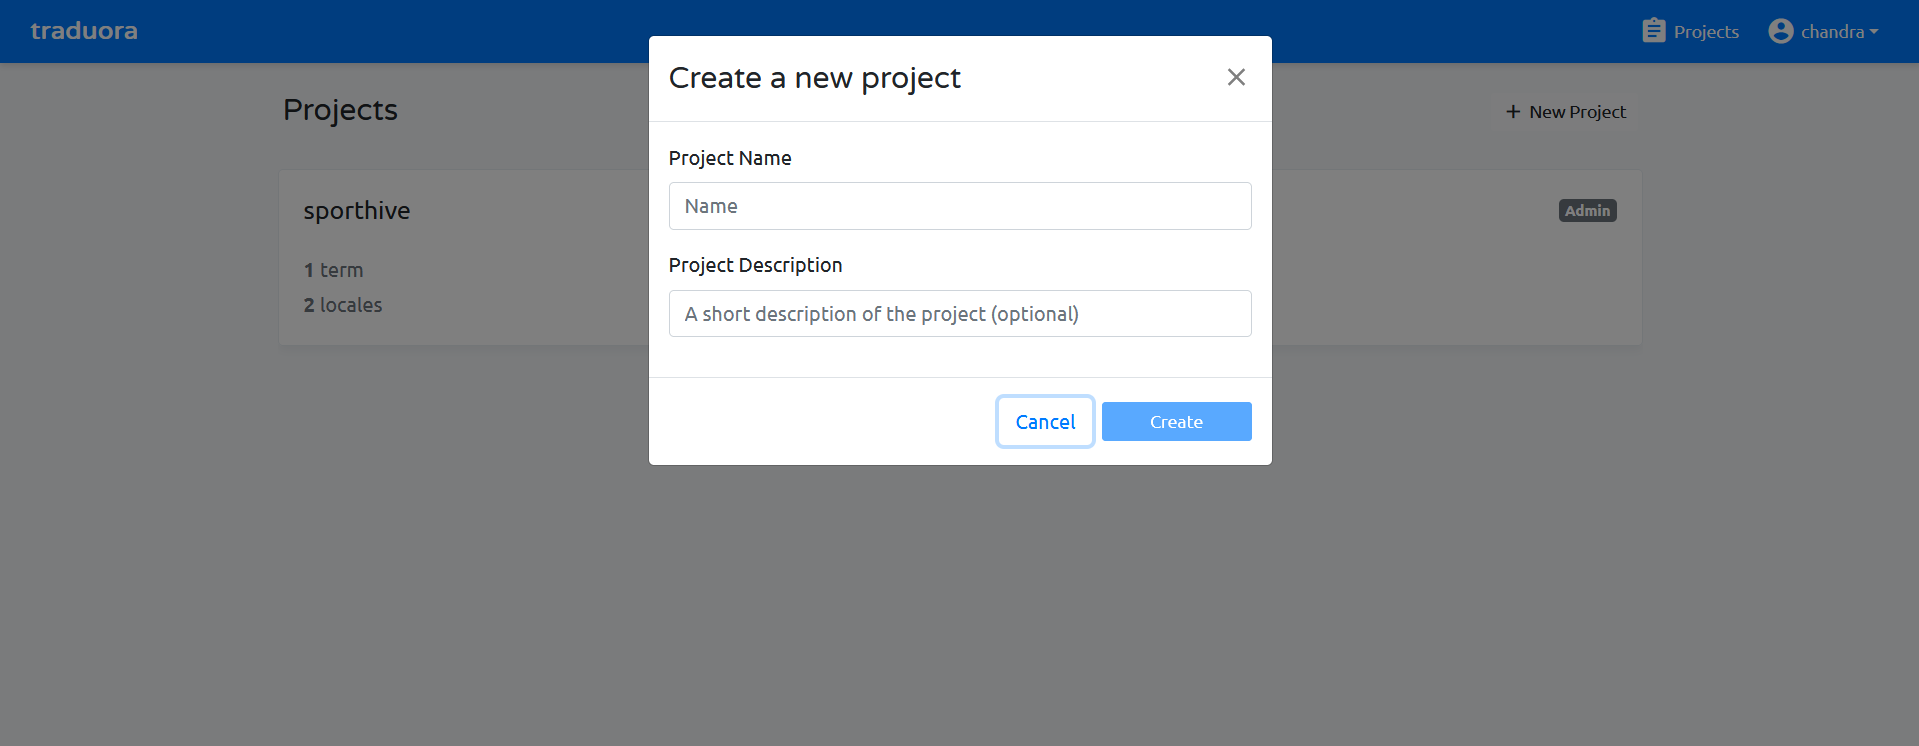 traduora
Projects
chandra
Projects
New Project
sporthive
Admin
1 term
2 locales
Create a new project
Project Name
Name
Project Description
A short description of the project (optional)
Cancel
Create